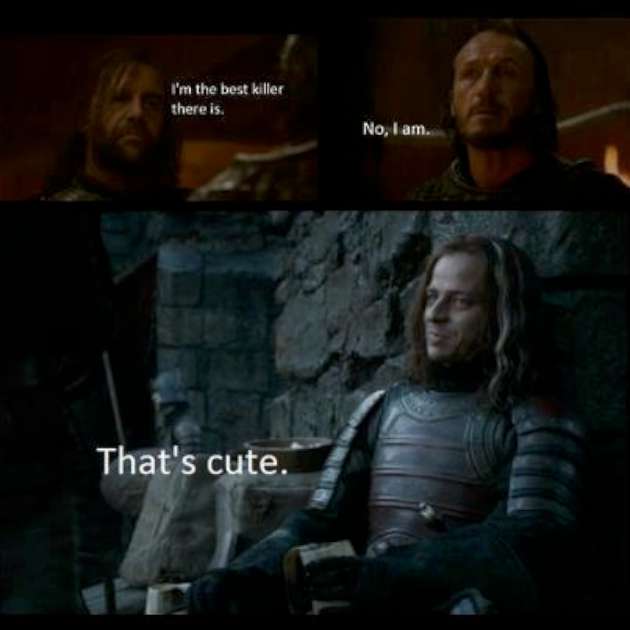 I'm the best killer
there is.
No, I am.
That's cute.